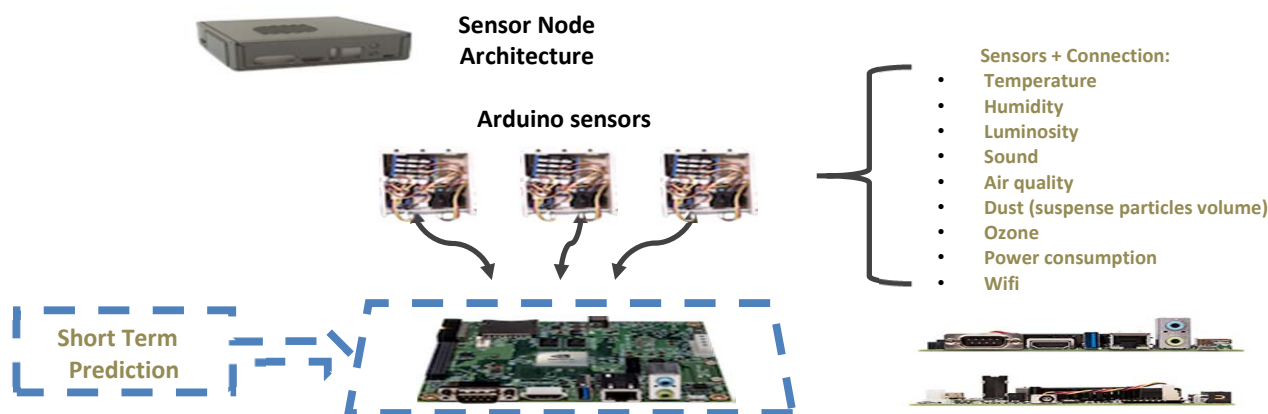 Sensor Node
Architecture
Arduino sensors
Sensors + Connection:
• Temperature
• Humidity
• Luminosity
• Sound
• Air quality
• Dust (suspense particles volume)
• Ozone
• Power consumption
• Wifi
Short Term
Prediction